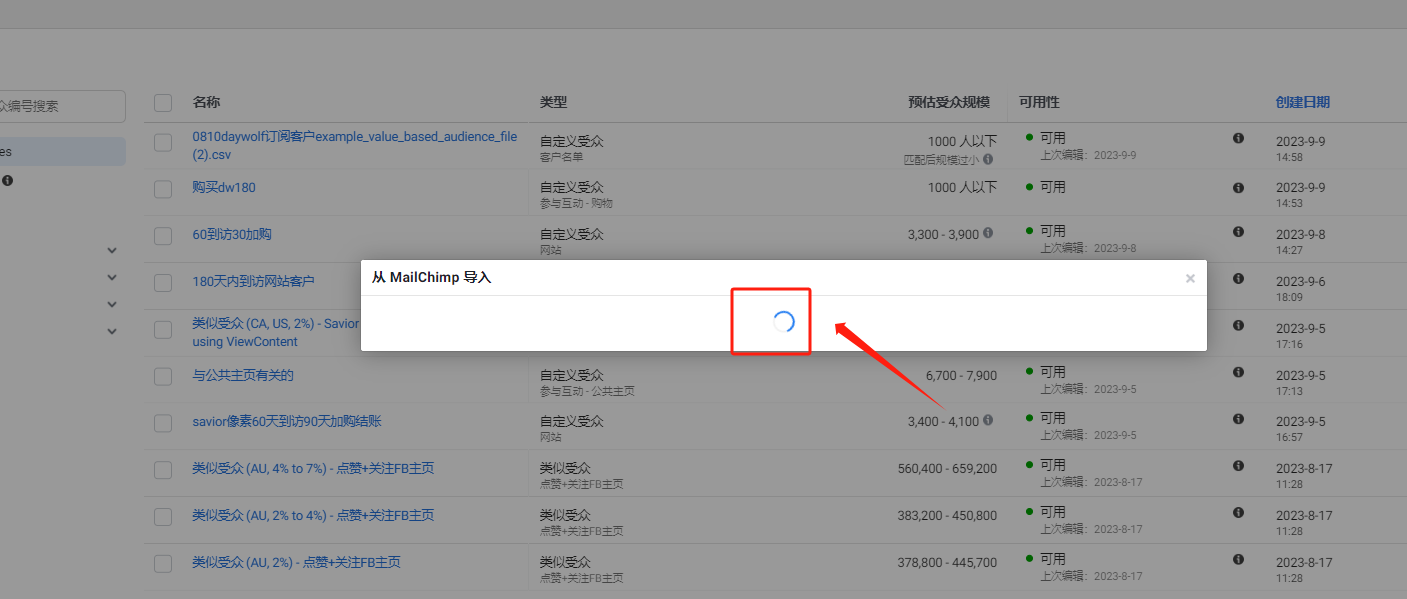 众编号搜索
名称 类型 预估受众规模 可用性 创建日期
0810daywolf订阅客户example_value_based_audience_file 自定义受众 1000 人以下 可用 2023-9-9
(2).csv 客户名单 匹配后规模过小 上次编辑：2023-9-9 14:58
es
购买dw180 自定义受众 1000 人以下 可用 2023-9-9
参与互动 - 购物 14:53
60到访30加购 自定义受众 3,300 - 3,900 可用 2023-9-8
网站 上次编辑：2023-9-8 14:27
180天内到访网站客户 2023-9-6
18:09
从 MailChimp 导入
×
类似受众 (CA, US, 2%) - Savior 2023-9-5
using ViewContent 17:16
与公共主页有关的 自定义受众 6,700 - 7,900 可用 2023-9-5
参与互动 - 公共主页 上次编辑：2023-9-5 17:13
savior像素60天到访90天加购结账 自定义受众 3,400 - 4,100 可用 2023-9-5
网站 上次编辑：2023-9-5 16:57
类似受众 (AU, 4% to 7%) - 点赞+关注FB主页 类似受众 560,400 - 659,200 可用 2023-8-17
点赞+关注FB主页 上次编辑：2023-8-17 11:28
类似受众 (AU, 2% to 4%) - 点赞+关注FB主页 类似受众 383,200 - 450,800 可用 2023-8-17
点赞+关注FB主页 上次编辑：2023-8-17 11:28
类似受众 (AU, 2%) - 点赞+关注FB主页 类似受众 378,800 - 445,700 可用 2023-8-17
点赞+关注FB主页 上次编辑：2023-8-17 11:28